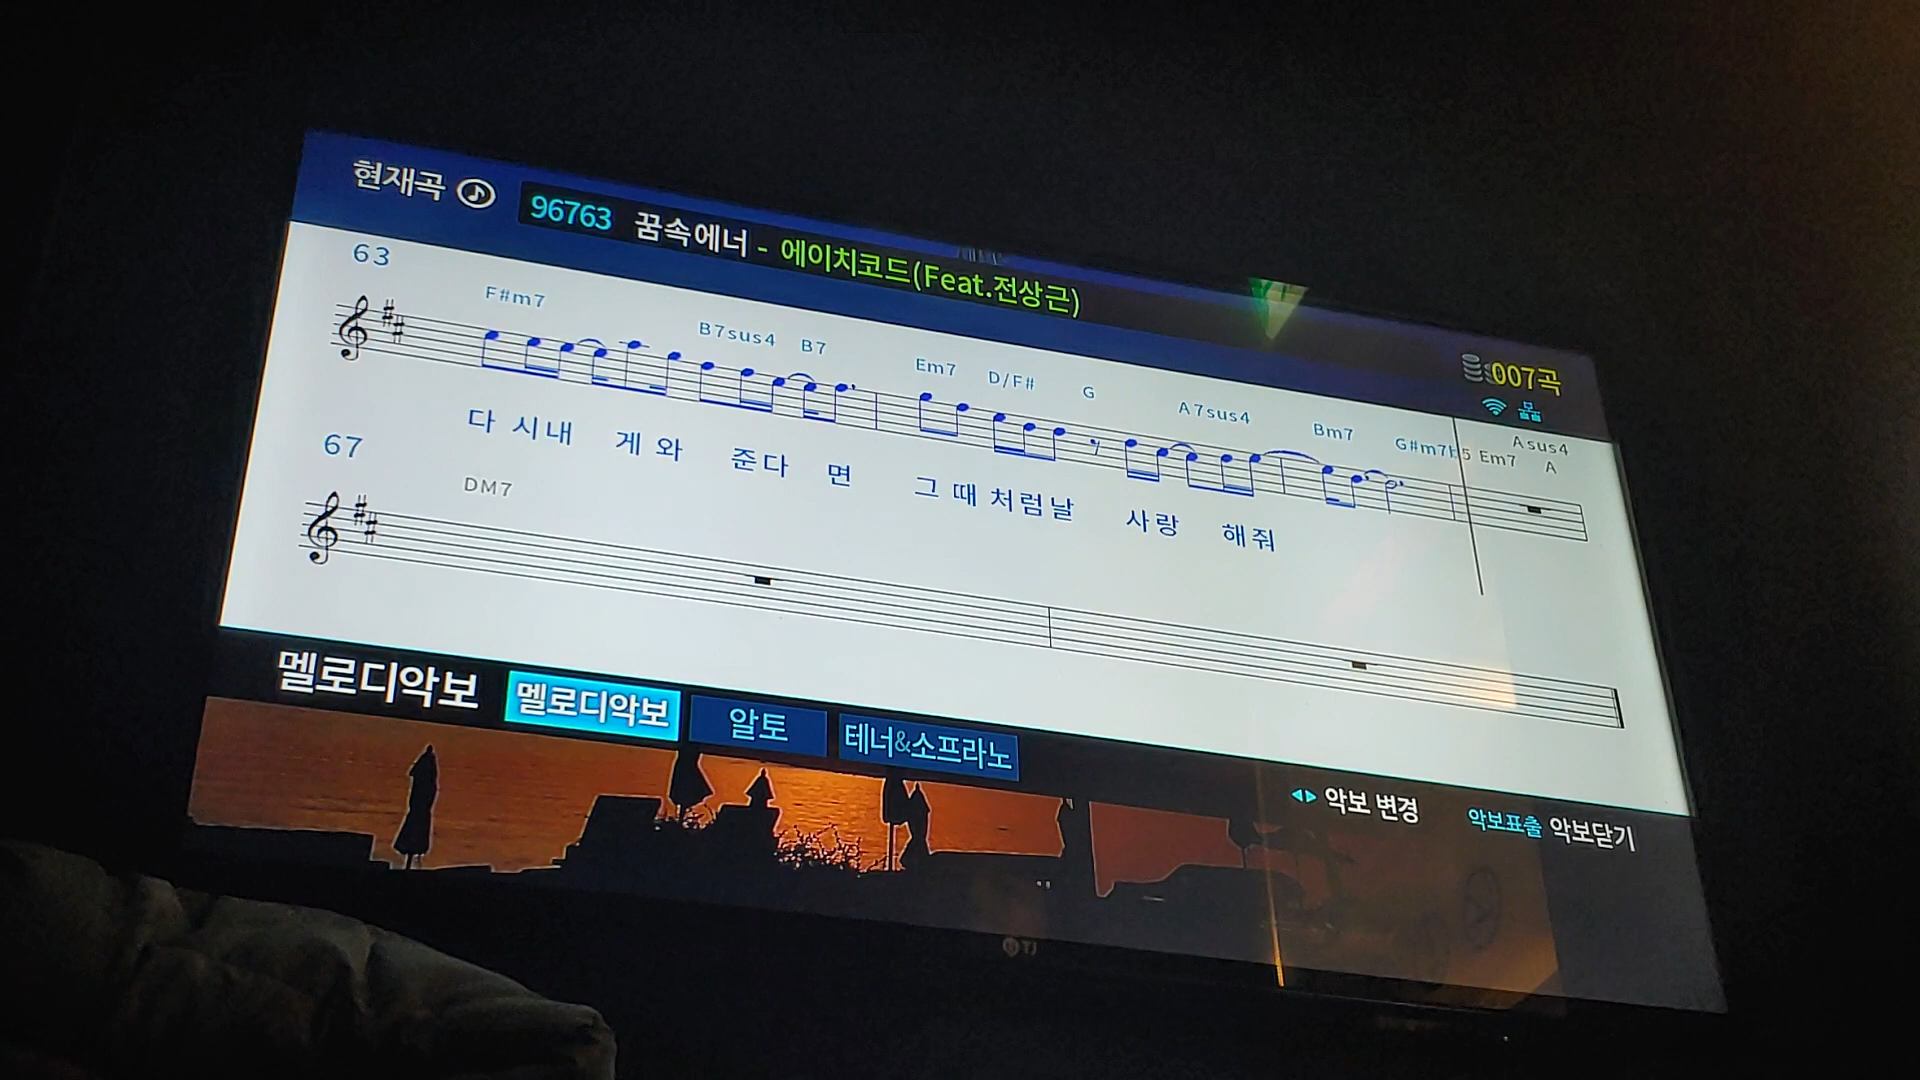 현재곡 96763 꿈속에너 - 에이치코드(Feat.전상근)
007곡
63
F#m7 B7sus4 B7 Em7 D/F# G A7sus4 Bm7 G#m7b5 Em7 Asus4 A
다 시내 게 와 준다 면 그 때 처럼날 사랑 해줘
67
DM7
멜로디악보 멜로디악보 알토 테너&소프라노
악보 변경 악보표출 악보닫기
TJ